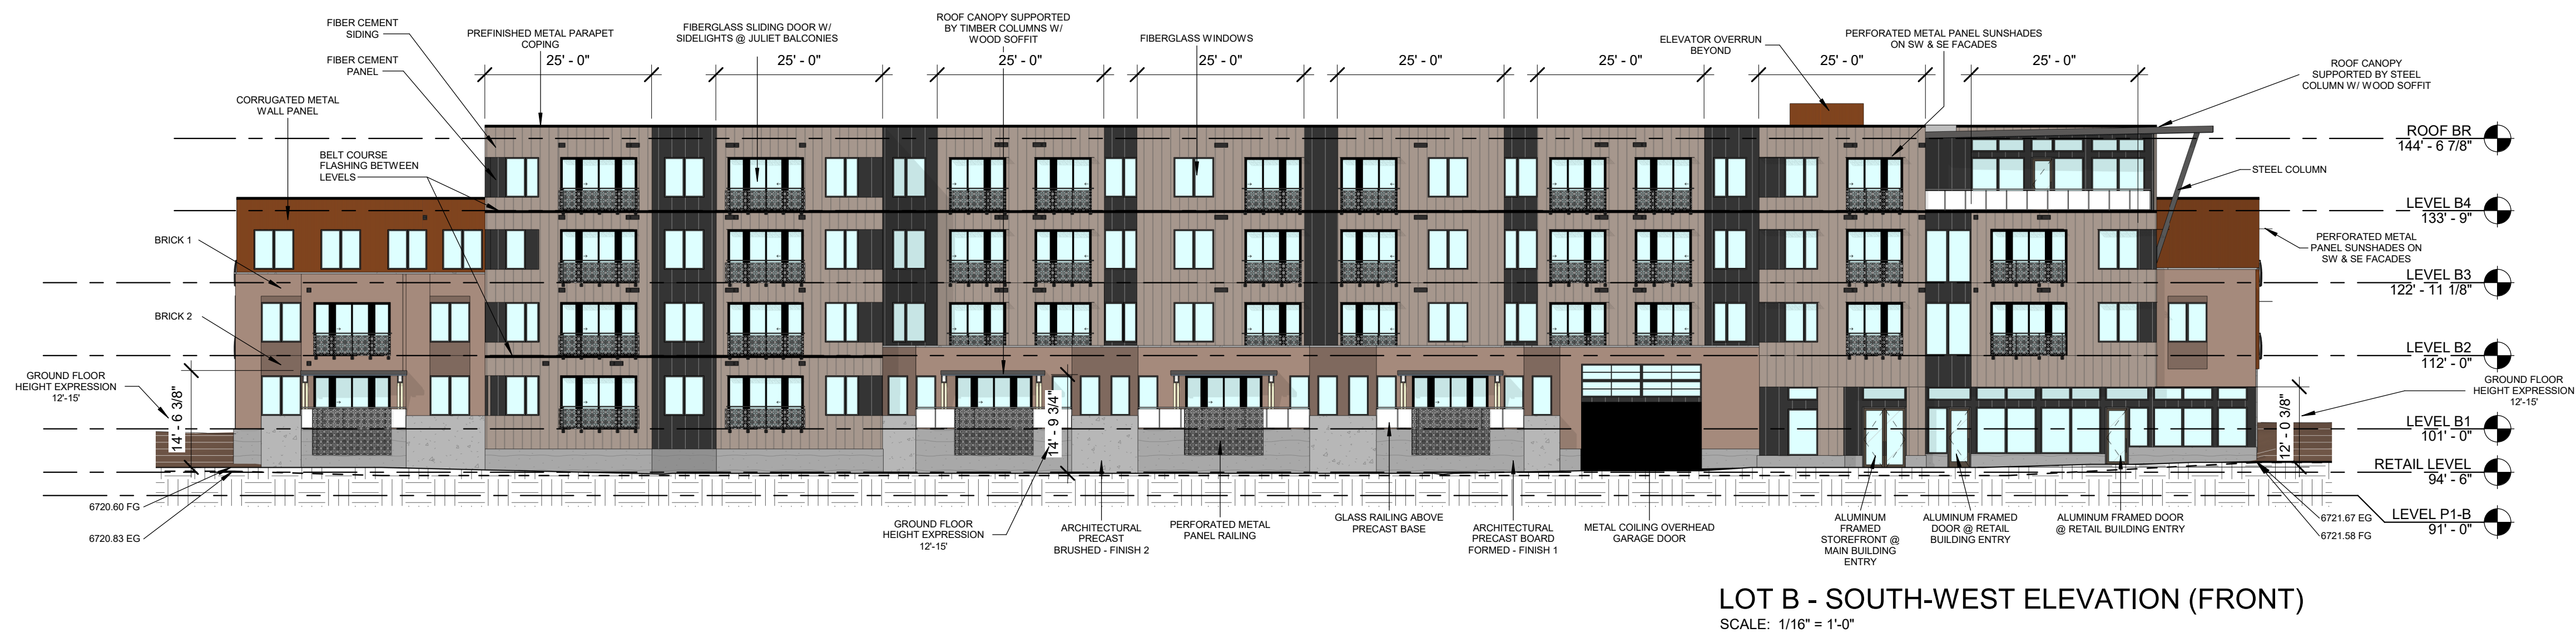 FIBER CEMENT
SIDING
FIBER CEMENT
PANEL
CORRUGATED METAL
WALL PANEL
PREFINISHED METAL PARAPET
COPING
FIBERGLASS SLIDING DOOR W/
SIDELIGHTS @ JULIET BALCONIES
ROOF CANOPY SUPPORTED
BY TIMBER COLUMNS W/
WOOD SOFFIT
FIBERGLASS WINDOWS
ELEVATOR OVERRUN
BEYOND
PERFORATED METAL PANEL SUNSHADES
ON SW & SE FACADES
ROOF CANOPY
SUPPORTED BY STEEL
COLUMN W/ WOOD SOFFIT
25' - 0"
25' - 0"
25' - 0"
25' - 0"
25' - 0"
25' - 0"
25' - 0"
25' - 0"
BELT COURSE
FLASHING BETWEEN
LEVELS
BRICK 1
BRICK 2
GROUND FLOOR
HEIGHT EXPRESSION
12'-15'
14' - 6 3/8"
14' - 9 3/4"
12' - 0 3/8"
ROOF BR
144' - 6 7/8"
STEEL COLUMN
LEVEL B4
133' - 9"
PERFORATED METAL
PANEL SUNSHADES ON
SW & SE FACADES
LEVEL B3
122' - 11 1/8"
LEVEL B2
112' - 0"
GROUND FLOOR
HEIGHT EXPRESSION
12'-15'
LEVEL B1
101' - 0"
RETAIL LEVEL
94' - 6"
LEVEL P1-B
91' - 0"
6720.60 FG
6720.83 EG
GROUND FLOOR
HEIGHT EXPRESSION
12'-15'
ARCHITECTURAL
PRECAST
BRUSHED - FINISH 2
PERFORATED METAL
PANEL RAILING
GLASS RAILING ABOVE
PRECAST BASE
ARCHITECTURAL
PRECAST BOARD
FORMED - FINISH 1
METAL COILING OVERHEAD
GARAGE DOOR
ALUMINUM
FRAMED
STOREFRONT @
MAIN BUILDING
ENTRY
ALUMINUM FRAMED
DOOR @ RETAIL
BUILDING ENTRY
ALUMINUM FRAMED DOOR
@ RETAIL BUILDING ENTRY
6721.67 EG
6721.58 FG
LOT B - SOUTH-WEST ELEVATION (FRONT)
SCALE: 1/16" = 1'-0"